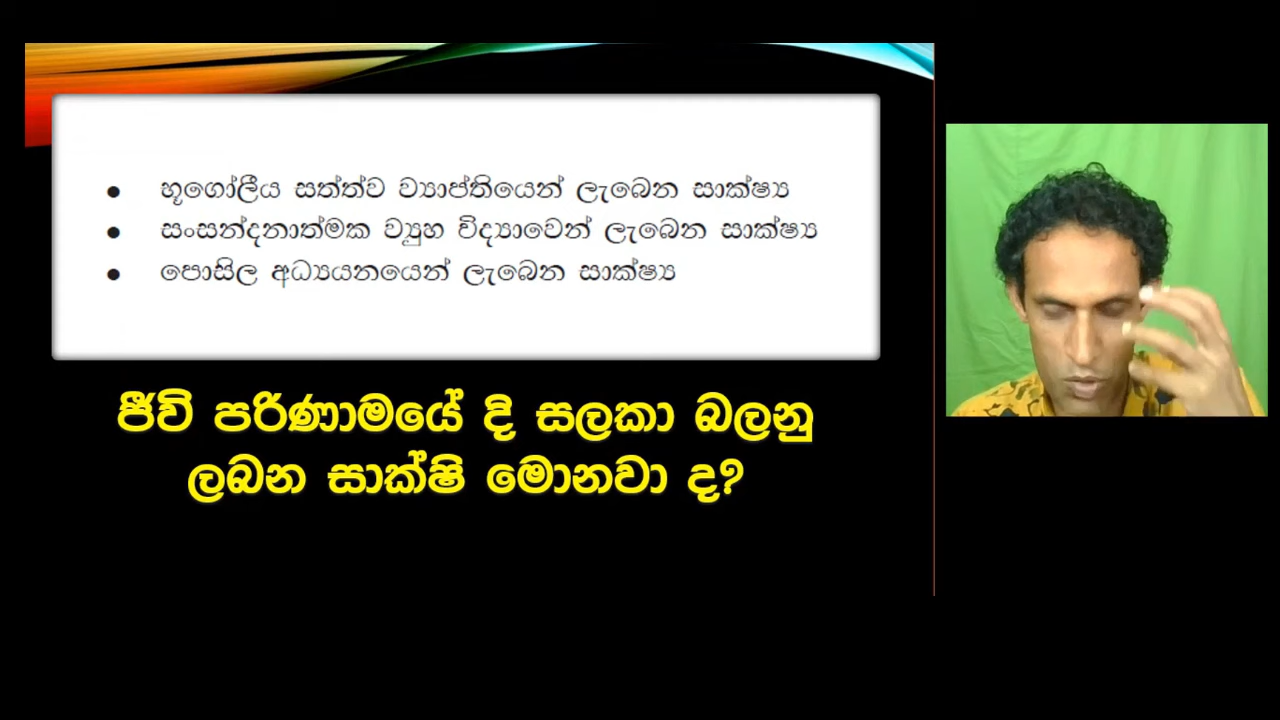 • භූගෝලීය සත්ත්ව ව්‍යාප්තියෙන් ලැබෙන සාක්ෂ්‍ය
• සංසන්දනාත්මක ව්‍යුහ විද්‍යාවෙන් ලැබෙන සාක්ෂ්‍ය
• පොසිල අධ්‍යයනයෙන් ලැබෙන සාක්ෂ්‍ය
ජීවි පරිණාමයේ දි සලකා බලනු
ලබන සාක්ෂි මොනවා ද?